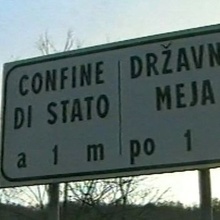 CONFINE
DI STATO
a 1 m
DRŽAVN
MEJA
po 1